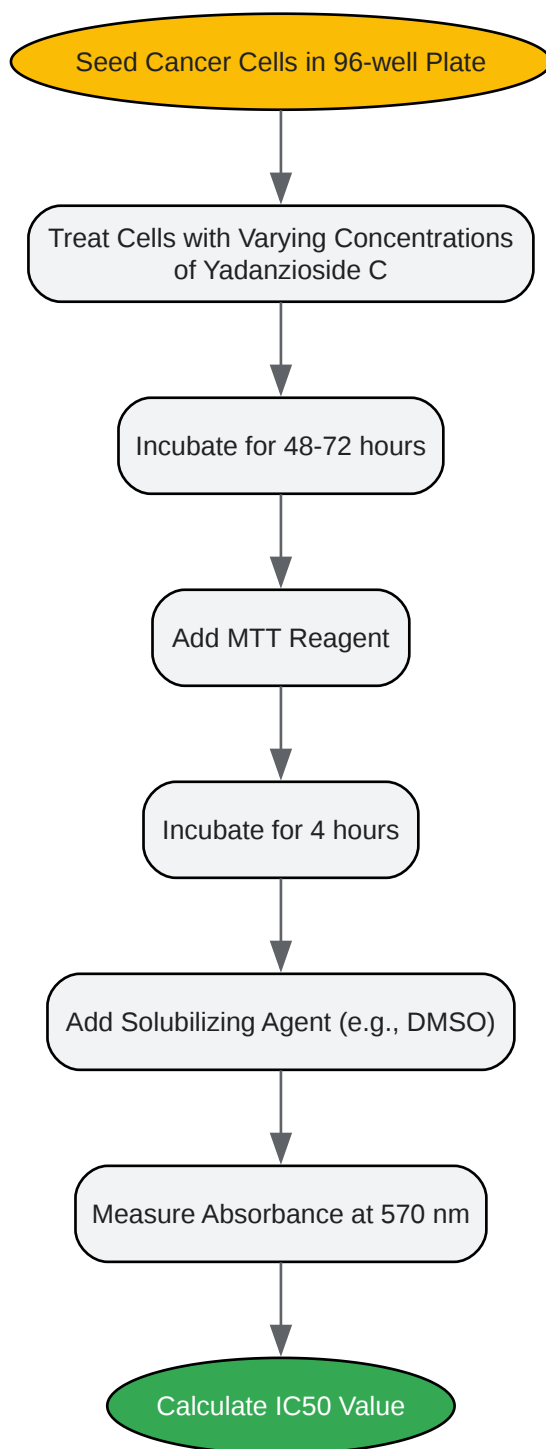 Seed Cancer Cells in 96-well Plate
Treat Cells with Varying Concentrations
of Yadanzioside C
Incubate for 48-72 hours
Add MTT Reagent
Incubate for 4 hours
Add Solubilizing Agent (e.g., DMSO)
Measure Absorbance at 570 nm
Calculate IC50 Value